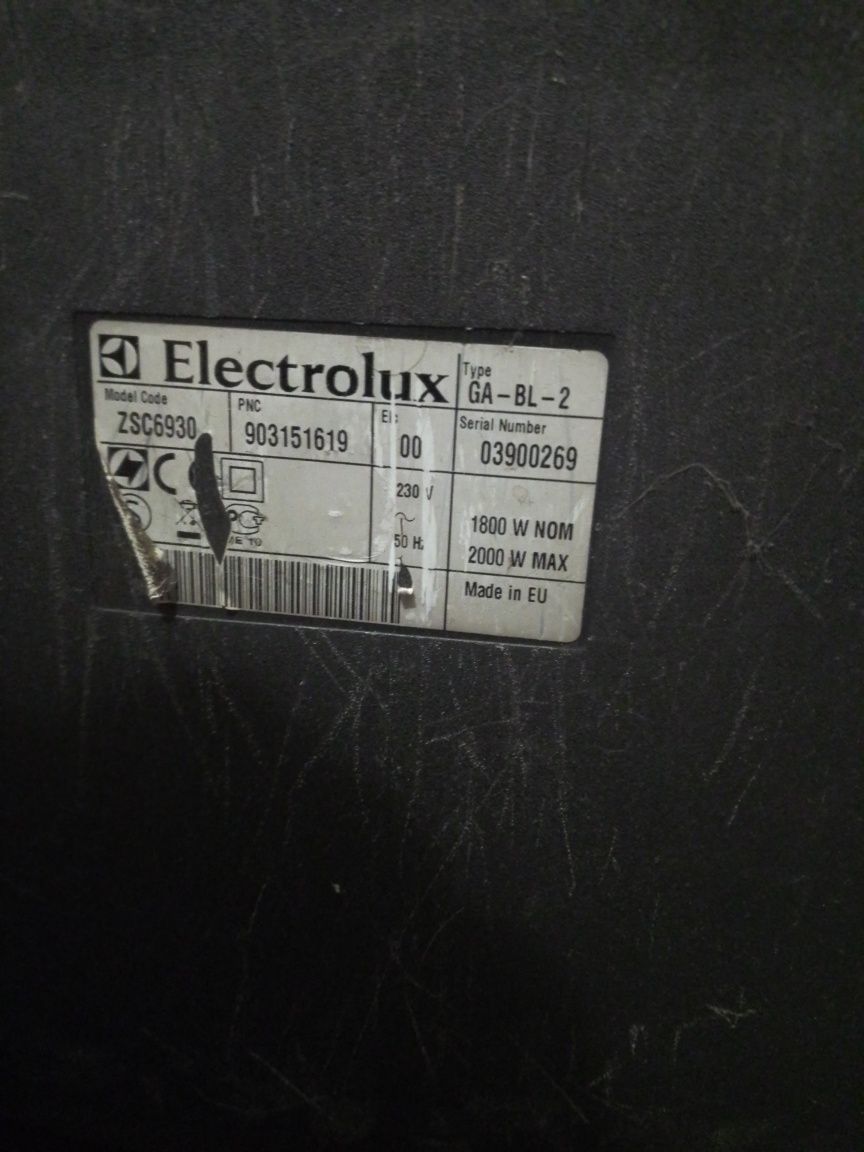 Electrolux
Type
GA-BL-2
Model Code
ZSC6930
PNC
903151619
00
Serial Number
03900269
230 V
50 Hz
1800 W NOM
2000 W MAX
Made in EU